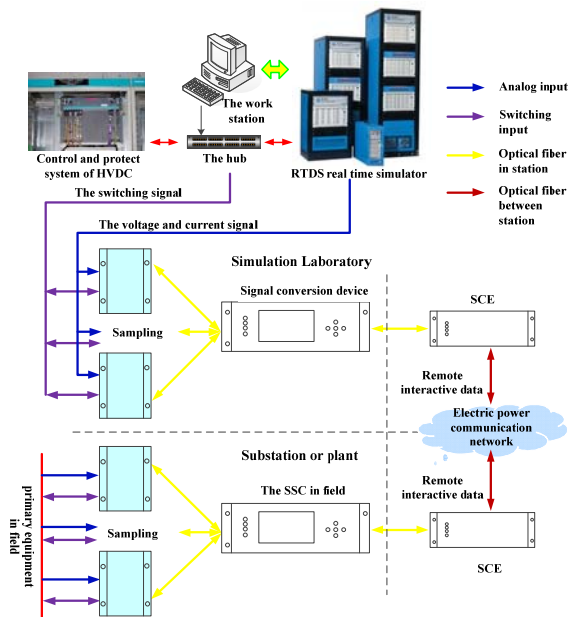 The work
station
Control and protect
system of HVDC
The hub
RTDS real time simulator
Analog input
Switching
input
Optical fiber
in station
Optical fiber
between
station
The switching signal
The voltage and current signal
Simulation Laboratory
Signal conversion device
Sampling
SCE
Remote
interactive data
Electric power
communication
network
Substation or plant
The SSC in field
Sampling
Remote
interactive data
SCE
primary equipment
in field